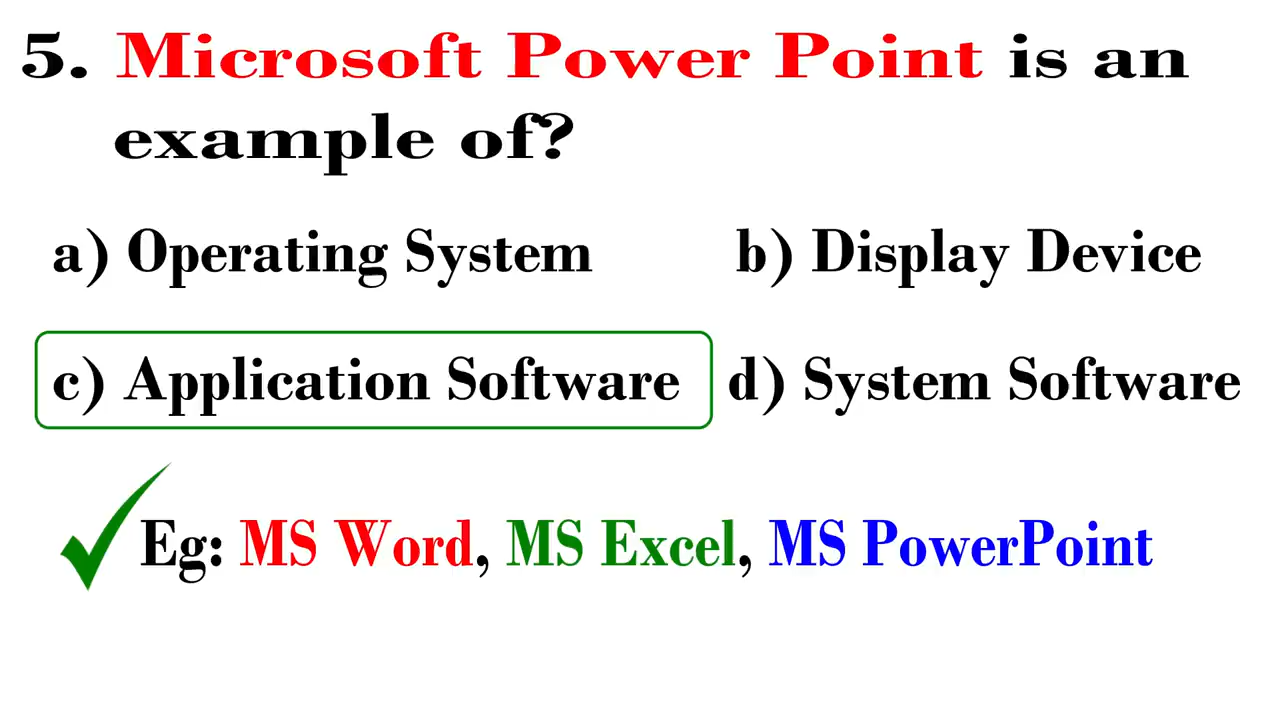 5. Microsoft Power Point is an
example of?
a) Operating System b) Display Device
c) Application Software d) System Software
Eg: MS Word, MS Excel, MS PowerPoint